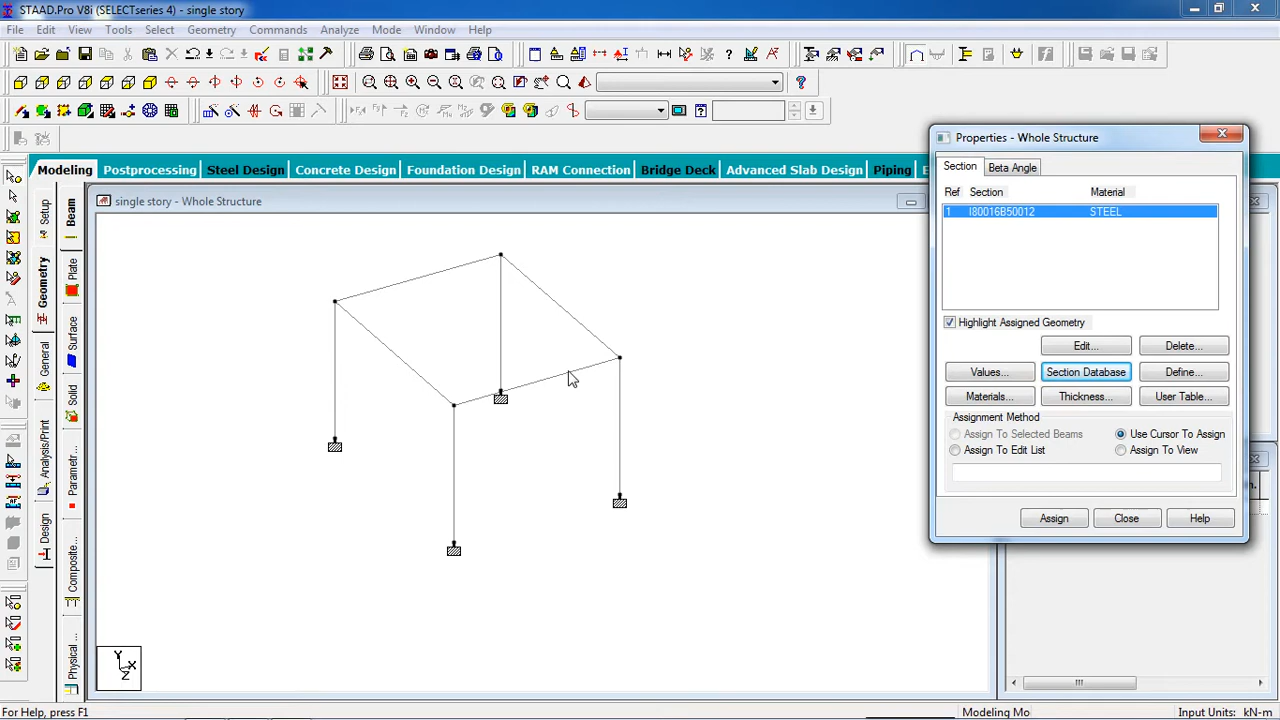 STAAD.Pro V8i (SELECTseries 4) - single story
File Edit View Tools Select Geometry Commands Analyze Mode Window Help
Modeling Postprocessing Steel Design Concrete Design Foundation Design RAM Connection Bridge Deck Advanced Slab Design Piping
single story - Whole Structure
Setup
Geometry
General
Analysis/Print
Design
Beam
Plate
Surface
Solid
Parametr...
Composite...
Physical ...
Properties - Whole Structure
Section Beta Angle
Ref Section Material
1 I80016B50012 STEEL
Highlight Assigned Geometry
Edit... Delete...
Values... Section Database Define...
Materials... Thickness... User Table...
Assignment Method
Assign To Selected Beams Use Cursor To Assign
Assign To Edit List Assign To View
Assign Close Help
Y
X
Z
For Help, press F1
Modeling Mo
Input Units: kN-m